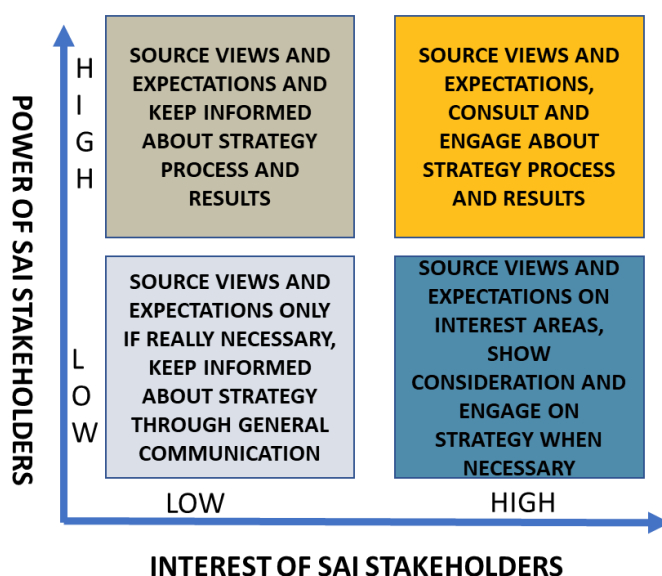 POWER OF SAI STAKEHOLDERS
HIGH
SOURCE VIEWS AND
EXPECTATIONS AND
KEEP INFORMED
ABOUT STRATEGY
PROCESS AND
RESULTS
SOURCE VIEWS AND
EXPECTATIONS,
CONSULT AND
ENGAGE ABOUT
STRATEGY PROCESS
AND RESULTS
LOW
SOURCE VIEWS AND
EXPECTATIONS ONLY
IF REALLY NECESSARY,
KEEP INFORMED
ABOUT STRATEGY
THROUGH GENERAL
COMMUNICATION
SOURCE VIEWS AND
EXPECTATIONS ON
INTEREST AREAS,
SHOW
CONSIDERATION AND
ENGAGE ON
STRATEGY WHEN
NECESSARY
LOW
HIGH
INTEREST OF SAI STAKEHOLDERS